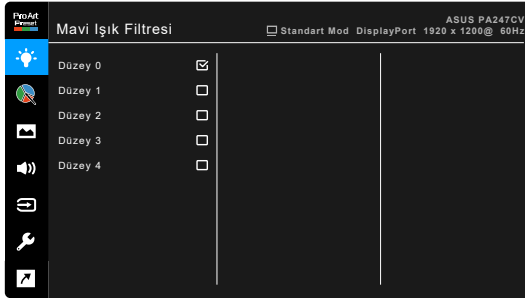 ProArt
Preset
Mavi Işık Filtresi
ASUS PA247CV
Standart Mod DisplayPort 1920 x 1200@ 60Hz
Düzey 0
Düzey 1
Düzey 2
Düzey 3
Düzey 4